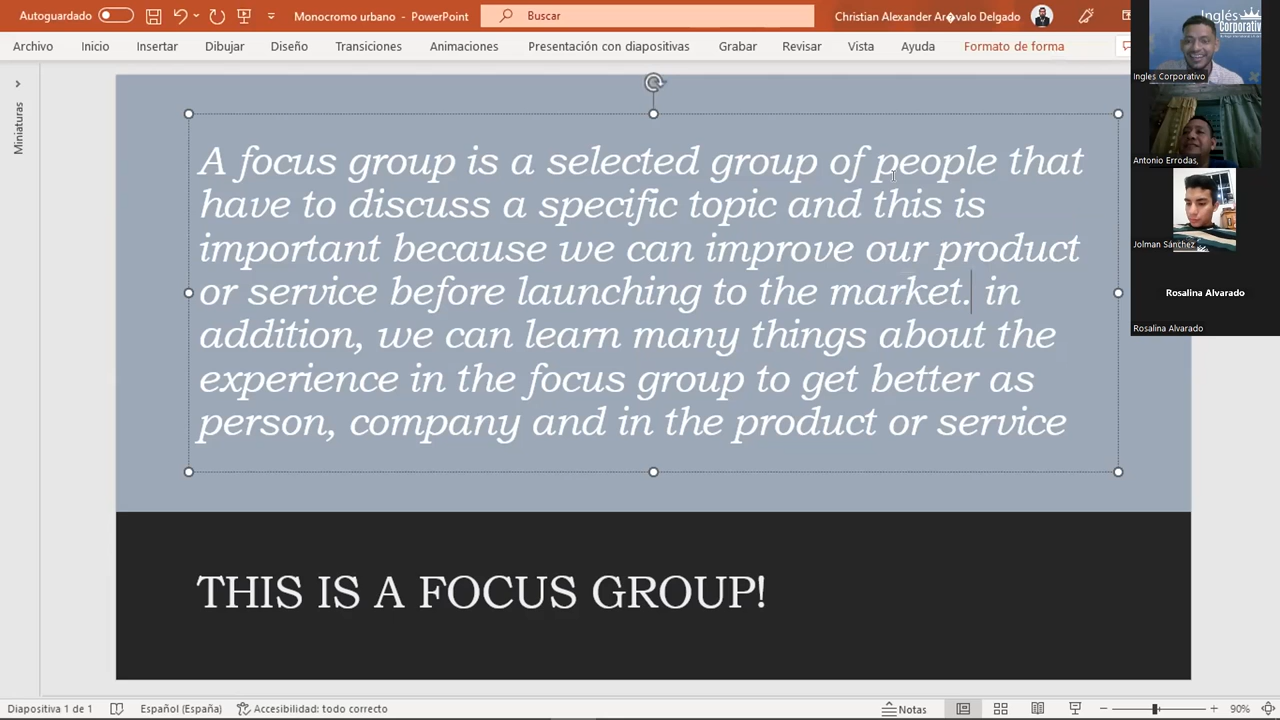 Autoguardado
Monocromo urbano - PowerPoint
Buscar
Christian Alexander Ar�valo Delgado
Archivo Inicio Insertar Dibujar Diseño Transiciones Animaciones Presentación con diapositivas Grabar Revisar Vista Ayuda Formato de forma
Inglés
Corporativo
Ingles Corporativo
Antonio Errodas,
Jolman Sánchez
Rosalina Alvarado
Rosalina Alvarado
Miniaturas
A focus group is a selected group of people that
have to discuss a specific topic and this is
important because we can improve our product
or service before launching to the market. in
addition, we can learn many things about the
experience in the focus group to get better as
person, company and in the product or service
THIS IS A FOCUS GROUP!
Diapositiva 1 de 1 Español (España) Accesibilidad: todo correcto Notas 90%